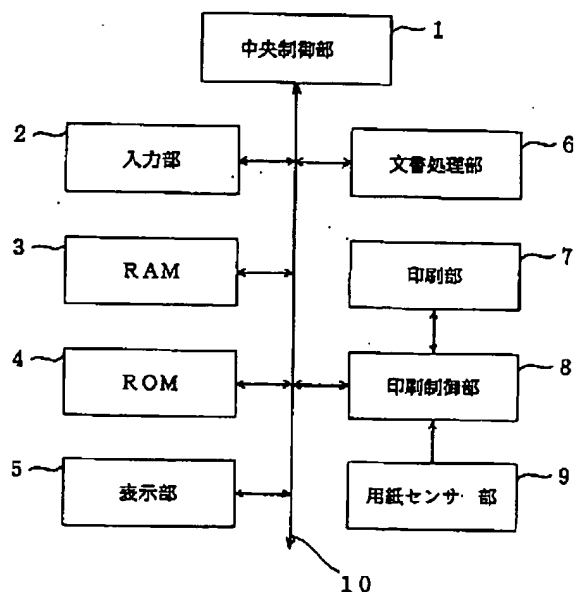 1
中央制御部
2
入力部
6
文書処理部
3
RAM
7
印刷部
4
ROM
8
印刷制御部
5
表示部
9
用紙センサ部
10